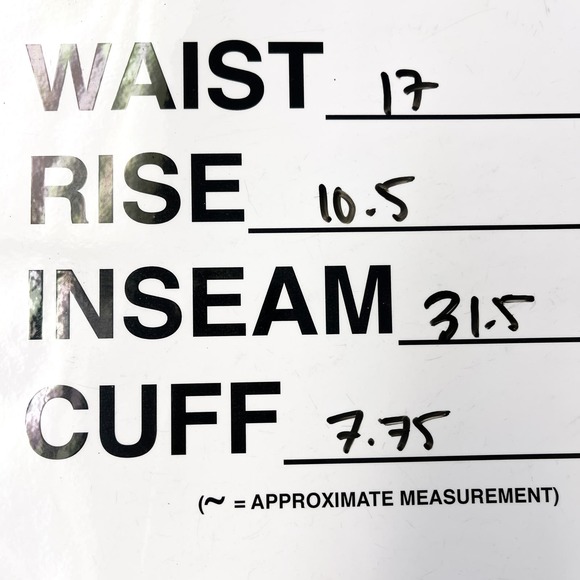 WAIST 17
RISE 10.5
INSEAM 31.5
CUFF 7.75
(~ = APPROXIMATE MEASUREMENT)